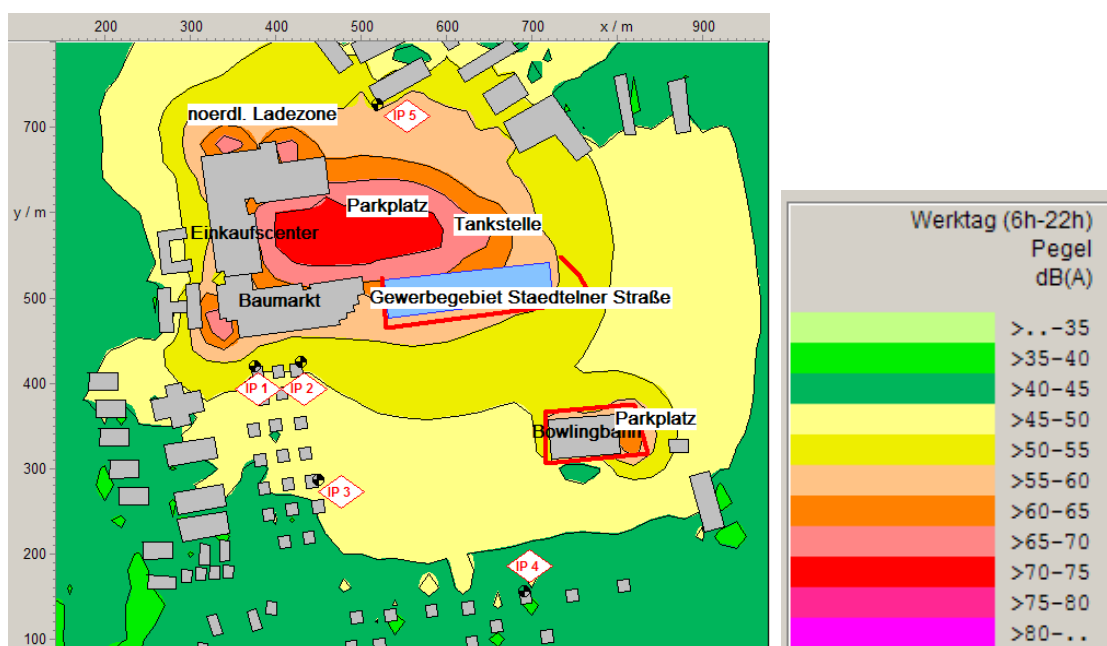 200 300 400 500 600 700 x / m 900
700
y / m
500
400
300
200
100
noerdl. Ladezone
IP 5
Parkplatz
Tankstelle
Einkaufscenter
Baumarkt
Gewerbegebiet Staedtelner Straße
IP 1
IP 2
Parkplatz
Bowlingbahn
IP 3
IP 4
Werktag (6h-22h)
Pegel
dB(A)
>..-35
>35-40
>40-45
>45-50
>50-55
>55-60
>60-65
>65-70
>70-75
>75-80
>80-..